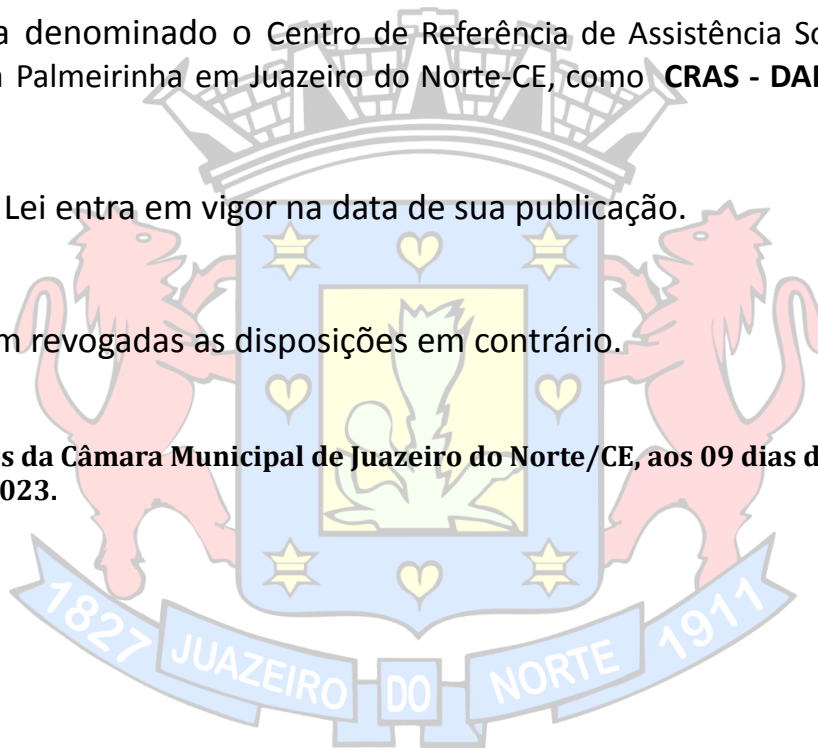 a denominado o Centro de Referência de Assistência So
Palmeirinha em Juazeiro do Norte-CE, como CRAS - DA
Lei entra em vigor na data de sua publicação.
m revogadas as disposições em contrário.
s da Câmara Municipal de Juazeiro do Norte/CE, aos 09 dias d
023.
1827 JUAZEIRO DO NORTE 1911